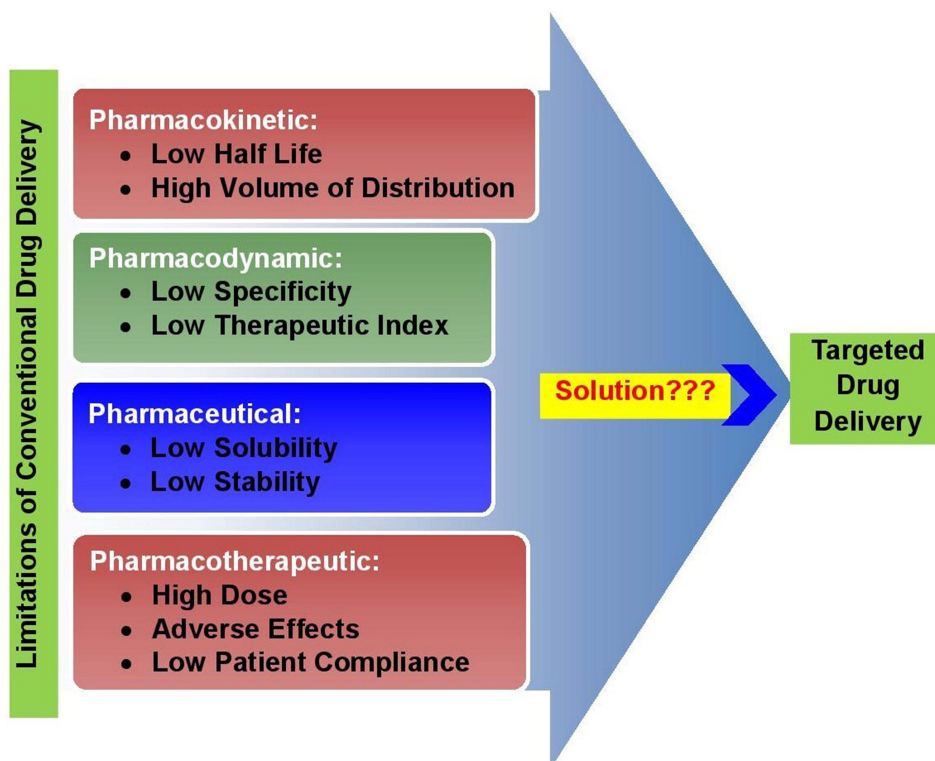 Limitations of Conventional Drug Delivery
Pharmacokinetic:
• Low Half Life
• High Volume of Distribution
Pharmacodynamic:
• Low Specificity
• Low Therapeutic Index
Pharmaceutical:
• Low Solubility
• Low Stability
Pharmacotherapeutic:
• High Dose
• Adverse Effects
• Low Patient Compliance
Solution???
Targeted
Drug
Delivery